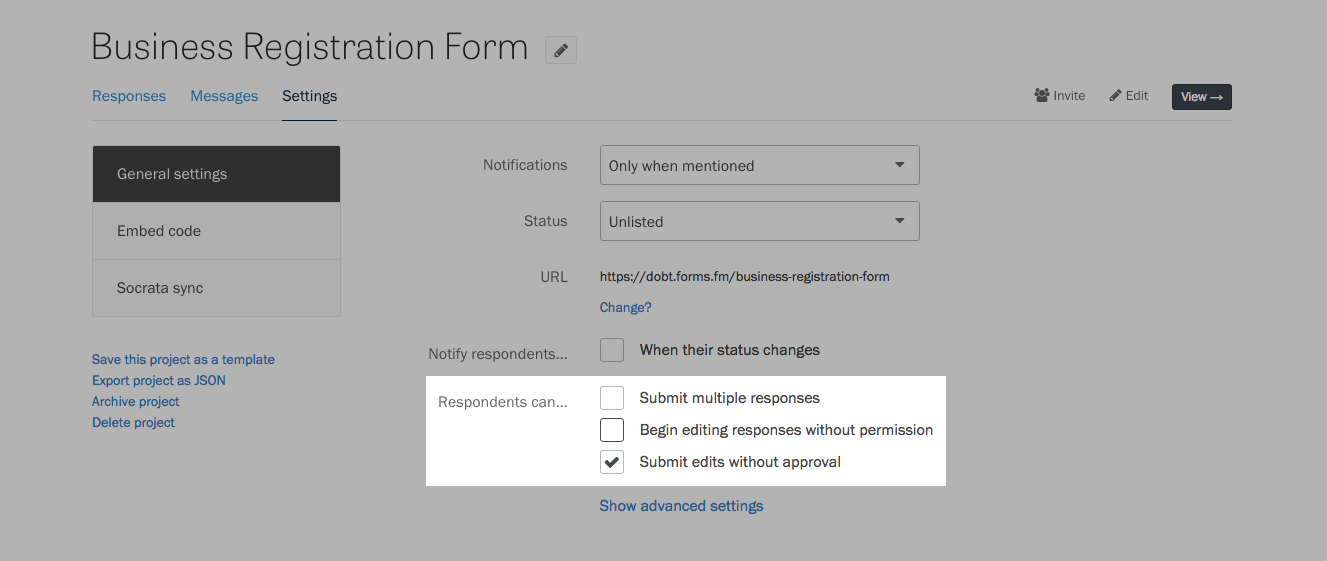 Business Registration Form
Responses Messages Settings
Invite Edit View →
General settings
Embed code
Socrata sync
Save this project as a template
Export project as JSON
Archive project
Delete project
Notifications Only when mentioned
Status Unlisted
URL https://dobt.forms.fm/business-registration-form
Change?
Notify respondents... When their status changes
Respondents can... Submit multiple responses
Begin editing responses without permission
Submit edits without approval
Show advanced settings